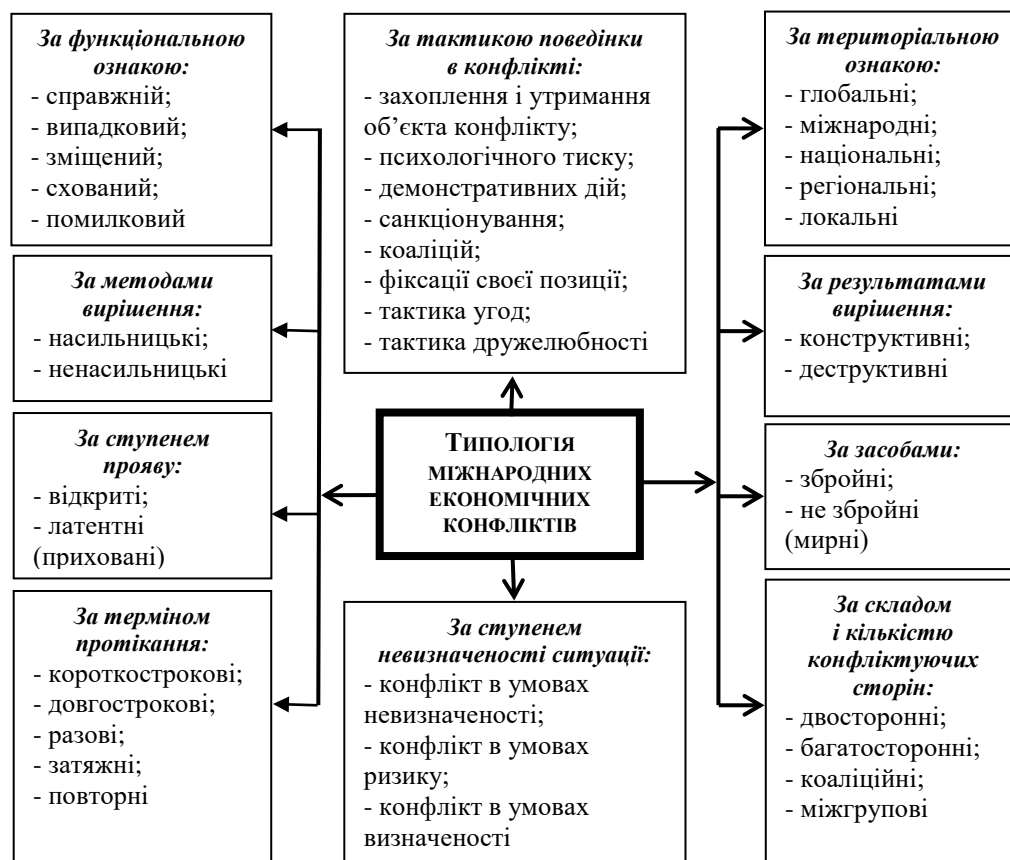 За функціональною
ознакою:
- справжній;
- випадковий;
- зміщений;
- схований;
- помилковий
За методами
вирішення:
- насильницькі;
- ненасильницькі
За ступенем
прояву:
- відкриті;
- латентні
(приховані)
За терміном
протікання:
- короткострокові;
- довгострокові;
- разові;
- затяжні;
- повторні
За тактикою поведінки
в конфлікті:
- захоплення і утримання
об’єкта конфлікту;
- психологічного тиску;
- демонстративних дій;
- санкціонування;
- коаліцій;
- фіксації своєї позиції;
- тактика угод;
- тактика дружелюбності
ТИПОЛОГІЯ
МІЖНАРОДНИХ
ЕКОНОМІЧНИХ
КОНФЛІКТІВ
За ступенем
невизначеності ситуації:
- конфлікт в умовах
невизначеності;
- конфлікт в умовах
ризику;
- конфлікт в умовах
визначеності
За територіальною
ознакою:
- глобальні;
- міжнародні;
- національні;
- регіональні;
- локальні
За результатами
вирішення:
- конструктивні;
- деструктивні
За засобами:
- збройні;
- не збройні
(мирні)
За складом
і кількістю
конфліктуючих
сторін:
- двосторонні;
- багатосторонні;
- коаліційні;
- міжгрупові